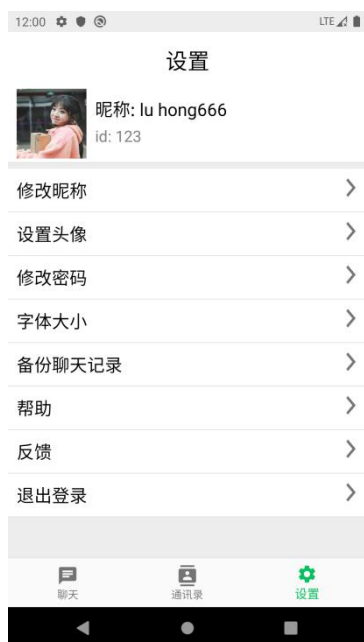 12:00
LTE
设置
昵称: lu hong666
id: 123
修改昵称
设置头像
修改密码
字体大小
备份聊天记录
帮助
反馈
退出登录
聊天
通讯录
设置